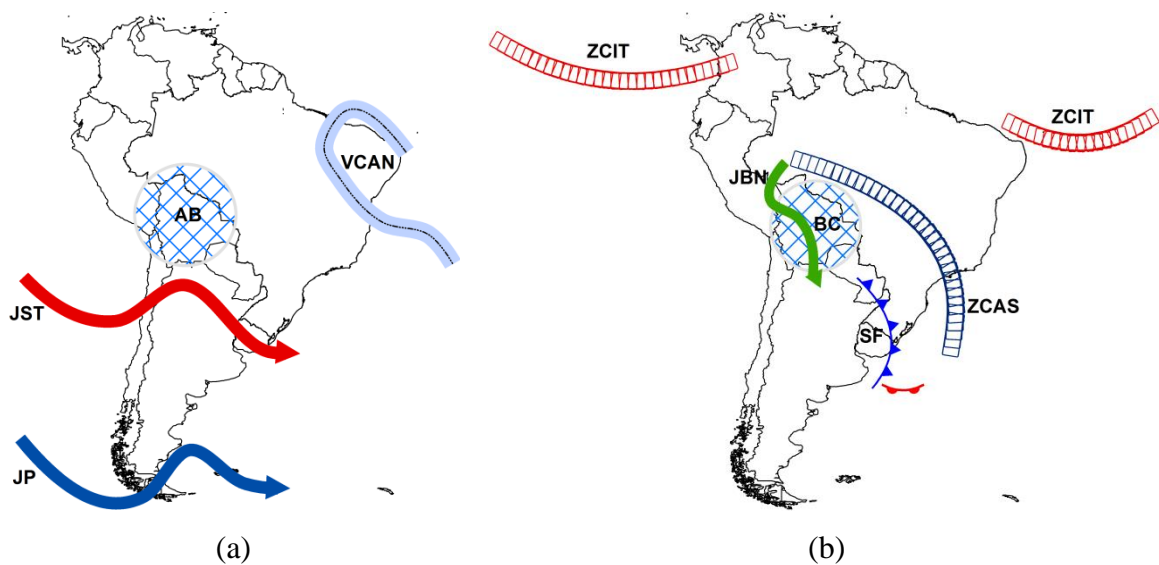 VCAN
AB
JST
JP
(a)
ZCIT
ZCIT
JBN
BC
ZCAS
SF
(b)